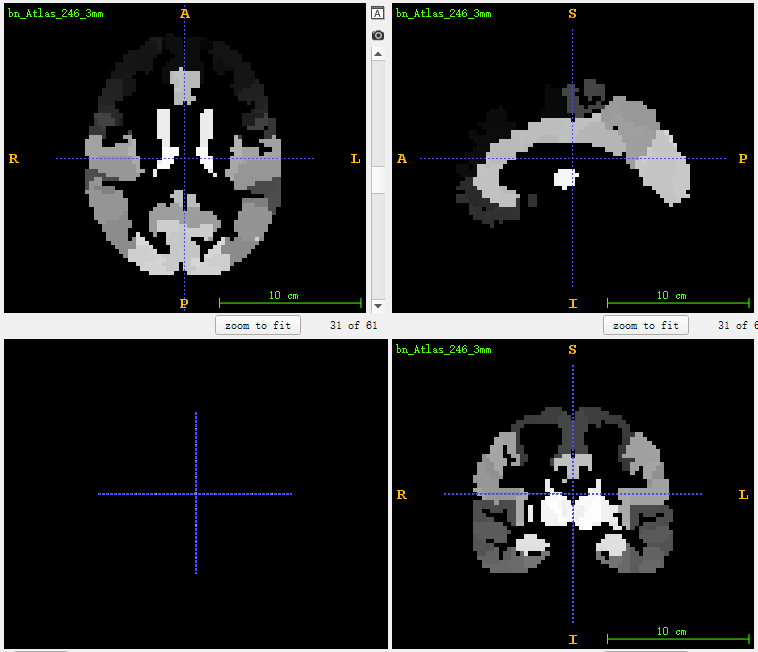 bn_Atlas_246_3mm
A
R
L
P
10 cm
A
zoom to fit
31 of 61
bn_Atlas_246_3mm
S
A
P
I
10 cm
zoom to fit
31 of 6
bn_Atlas_246_3mm
S
R
L
I
10 cm